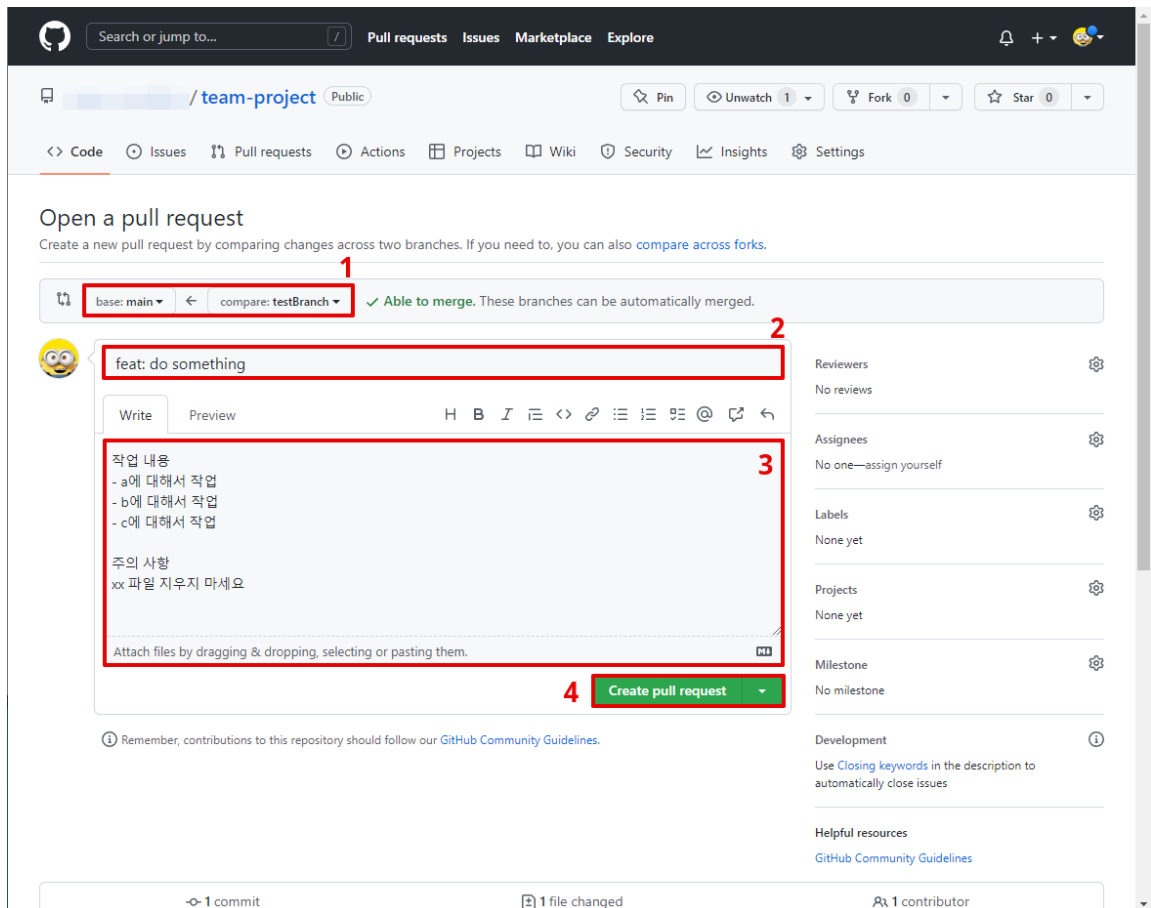 Search or jump to... /
Pull requests Issues Marketplace Explore
/ team-project Public
Pin Unwatch 1 Fork 0 Star 0
<> Code Issues Pull requests Actions Projects Wiki Security Insights Settings
Open a pull request
Create a new pull request by comparing changes across two branches. If you need to, you can also compare across forks.
1
base: main ← compare: testBranch ✓ Able to merge. These branches can be automatically merged.
2
feat: do something
Write Preview H B I <> @
3
작업 내용
- a에 대해서 작업
- b에 대해서 작업
- c에 대해서 작업
주의 사항
xx 파일 지우지 마세요
Attach files by dragging & dropping, selecting or pasting them.
4 Create pull request
Remember, contributions to this repository should follow our GitHub Community Guidelines.
Reviewers
No reviews
Assignees
No one—assign yourself
Labels
None yet
Projects
None yet
Milestone
No milestone
Development
Use Closing keywords in the description to
automatically close issues
Helpful resources
GitHub Community Guidelines
1 commit 1 file changed 1 contributor